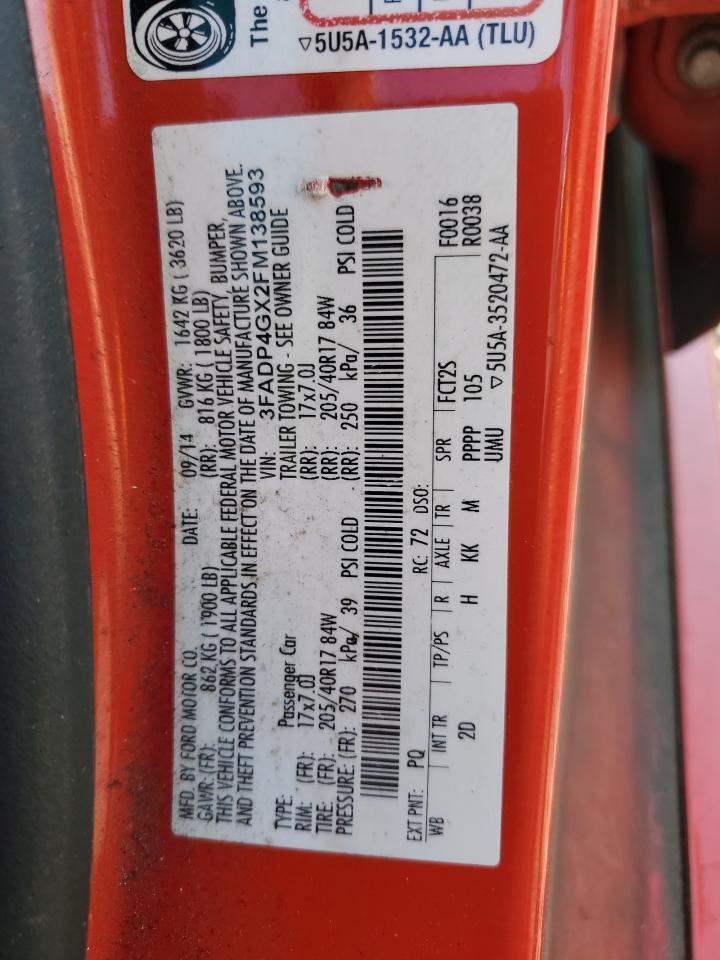 The
▽5U5A-1532-AA (TLU)
MFD. BY FORD MOTOR CO. DATE: 09/14 GVWR: 1642 KG ( 3620 LB)
GAWR: (FR): 862 KG ( 1900 LB) (RR): 816 KG ( 1800 LB)
THIS VEHICLE CONFORMS TO ALL APPLICABLE FEDERAL MOTOR VEHICLE SAFETY, BUMPER,
AND THEFT PREVENTION STANDARDS IN EFFECT ON THE DATE OF MANUFACTURE SHOWN ABOVE.
VIN: 3FADP4GX2FM138593
TYPE: Passenger Car TRAILER TOWING - SEE OWNER GUIDE
RIM: (FR): 17x7.0J (RR): 17x7.0J
TIRE: (FR): 205/40R17 84W (RR): 205/40R17 84W
PRESSURE: (FR): 270 kPa/ 39 PSI COLD (RR): 250 kPa/ 36 PSI COLD
EXT PNT: PQ RC: 72 DSO: F0016
WB INT TR TP/PS R AXLE TR SPR FCT2S R0038
2D H KK M PPPP 105
UMU ▽5U5A-3520472-AA